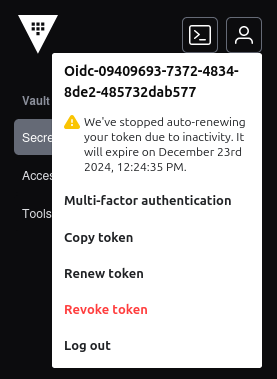 Oidc-09409693-7372-4834-
8de2-485732dab577
Vault
We've stopped auto-renewing
your token due to inactivity. It
will expire on December 23rd
2024, 12:24:35 PM.
Secre
Acces
Tools
Multi-factor authentication
Copy token
Renew token
Revoke token
Log out